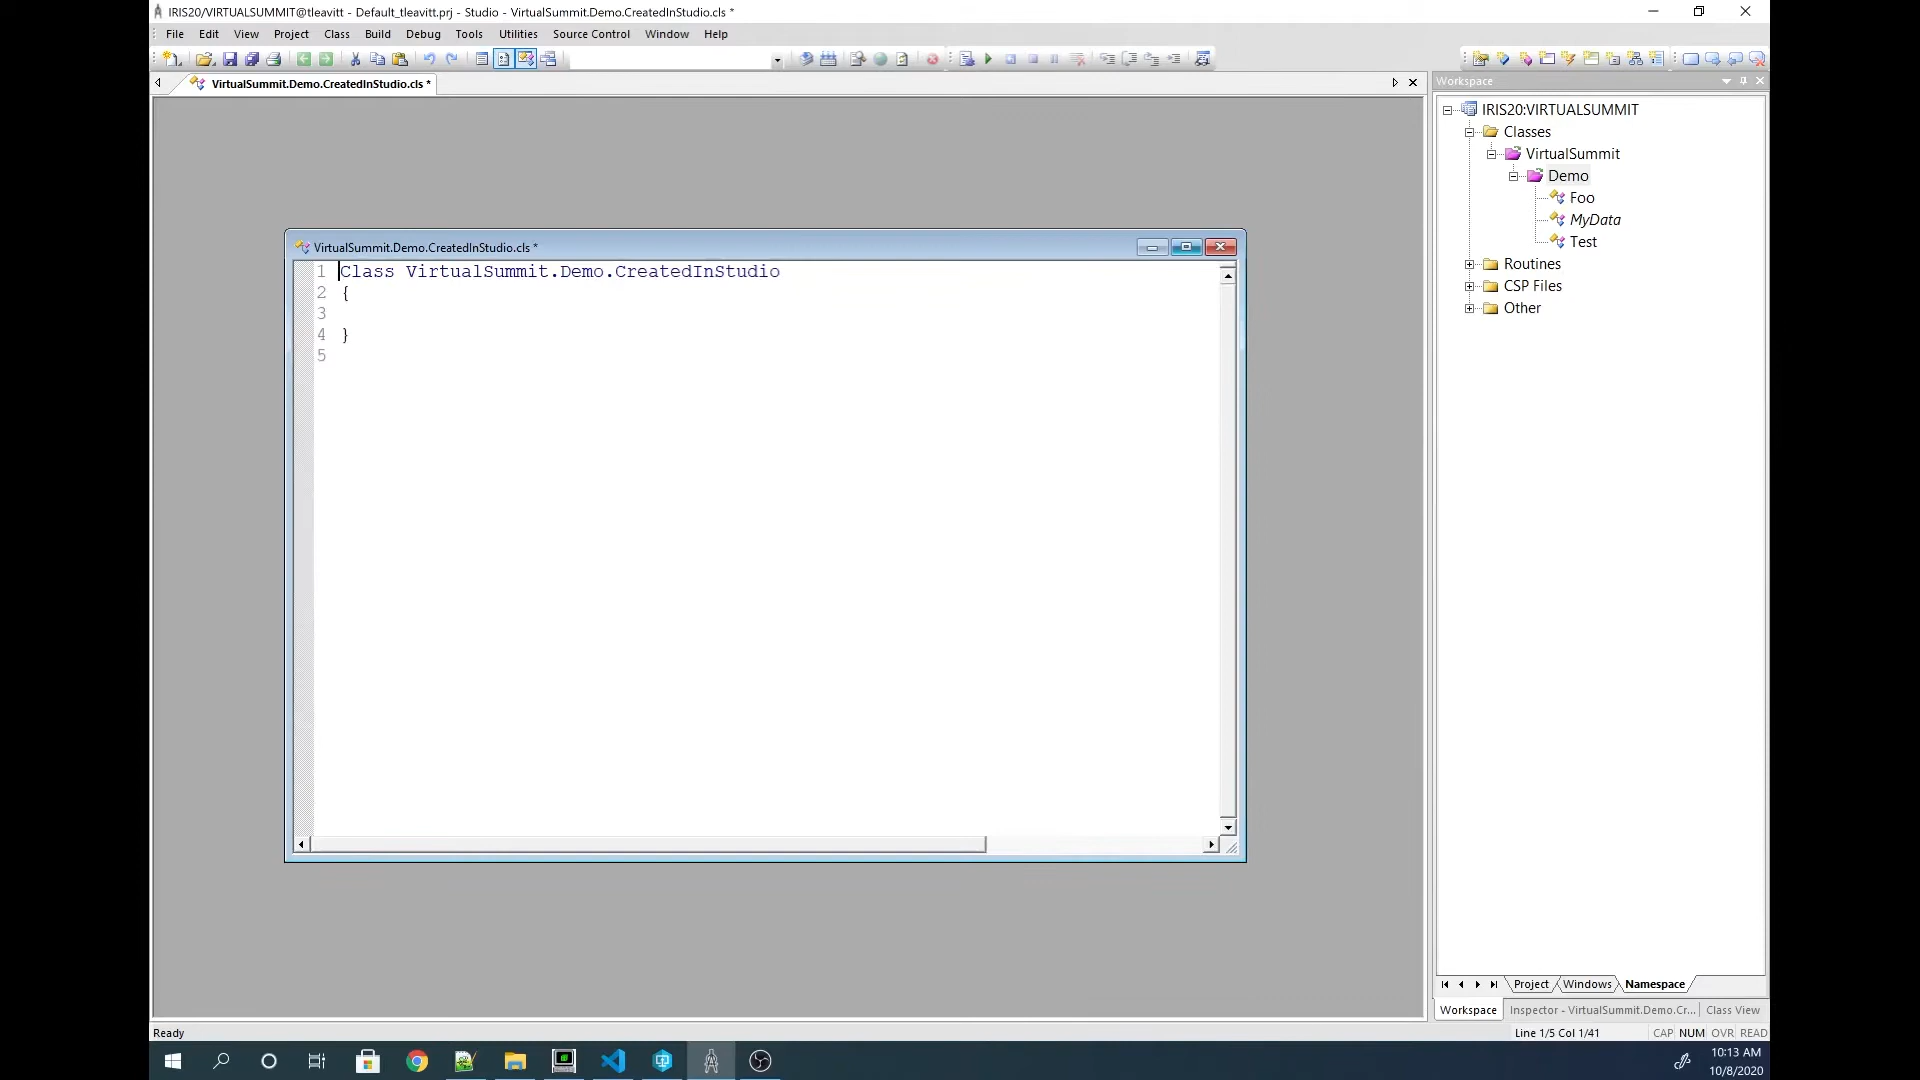 IRIS20/VIRTUALSUMMIT@tleavitt - Default_tleavitt.prj - Studio - VirtualSummit.Demo.CreatedInStudio.cls *
File Edit View Project Class Build Debug Tools Utilities Source Control Window Help
VirtualSummit.Demo.CreatedInStudio.cls *
Workspace
IRIS20:VIRTUALSUMMIT
Classes
VirtualSummit
Demo
Foo
MyData
Test
Routines
CSP Files
Other
VirtualSummit.Demo.CreatedInStudio.cls *
1 Class VirtualSummit.Demo.CreatedInStudio
2 {
3
4 }
5
Project Windows Namespace
Workspace Inspector - VirtualSummit.Demo.Cr... Class View
Ready
Line 1/5 Col 1/41 CAP NUM OVR READ
10:13 AM
10/8/2020